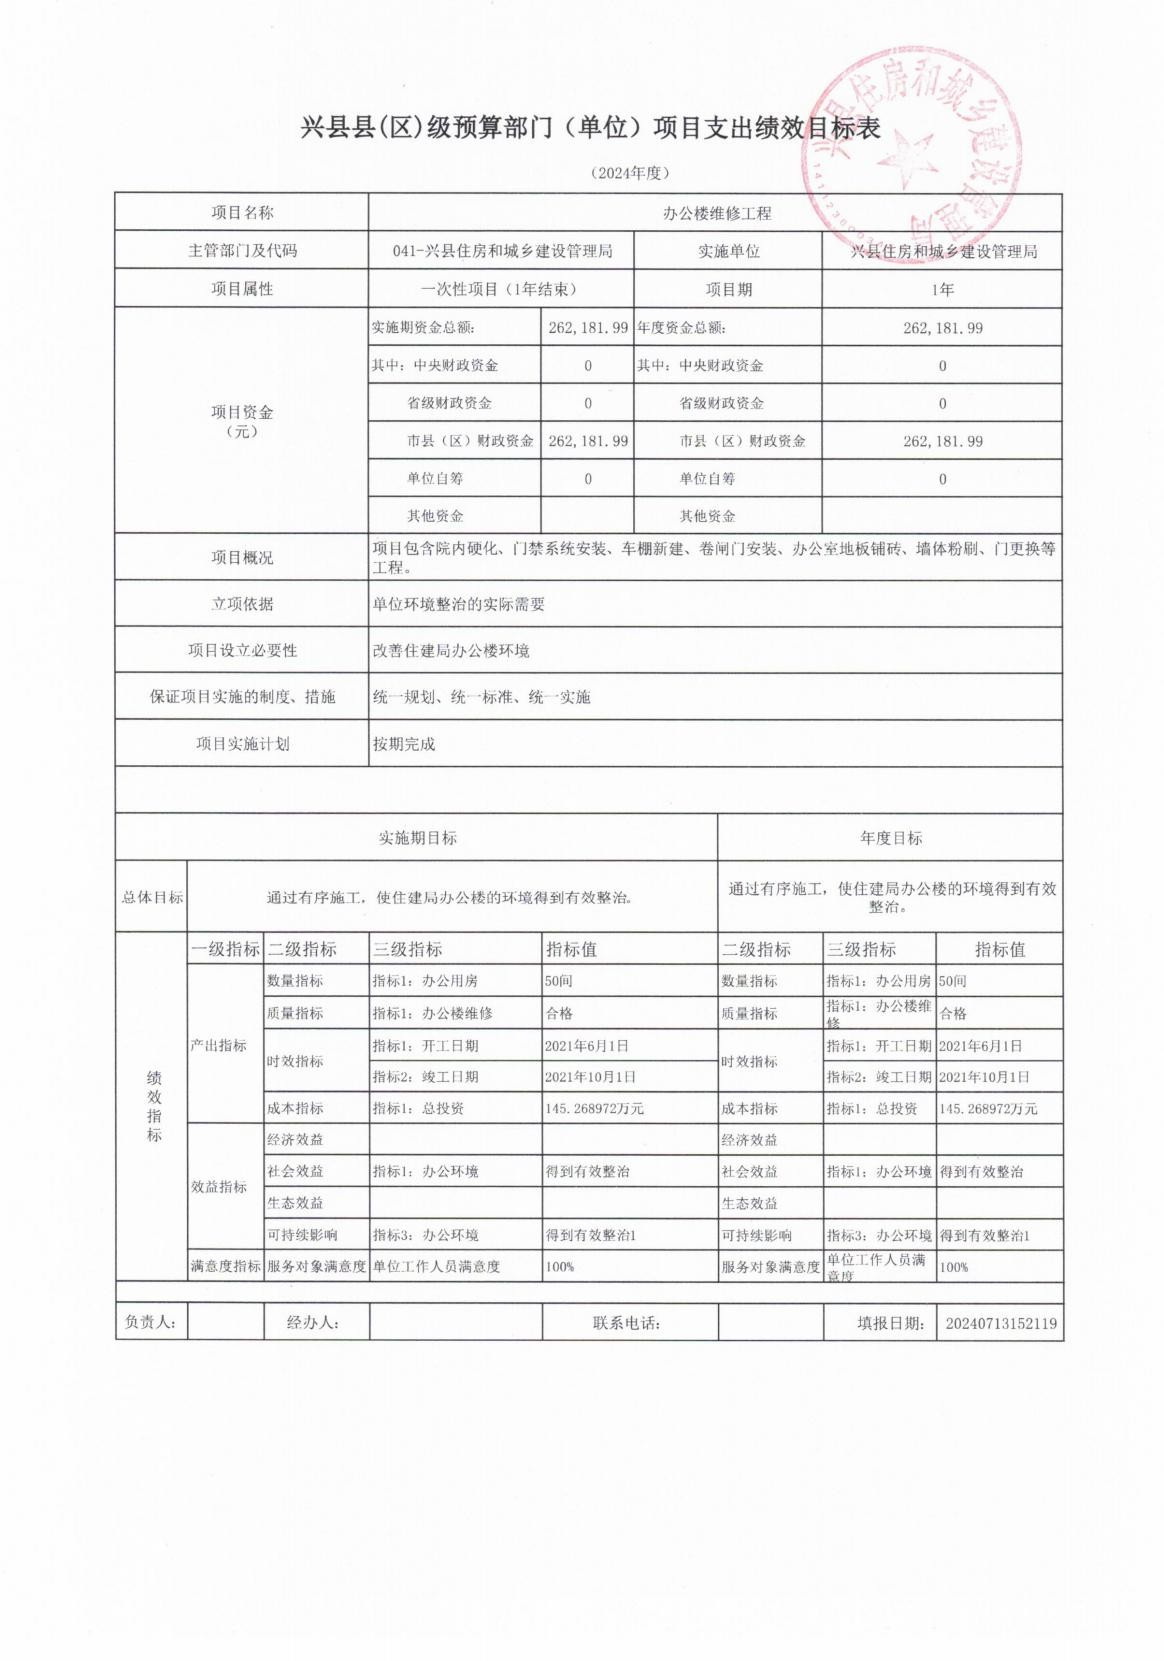 兴县县(区)级预算部门（单位）项目支出绩效目标表
（2024年度）
兴县住房和城乡建设管理局
项目名称 办公楼维修工程
主管部门及代码 041-兴县住房和城乡建设管理局 实施单位 兴县住房和城乡建设管理局
项目属性 一次性项目（1年结束） 项目期 1年
项目资金
（元）
实施期资金总额: 262,181.99 年度资金总额: 262,181.99
其中: 中央财政资金 0 其中: 中央财政资金 0
省级财政资金 0 省级财政资金 0
市县（区）财政资金 262,181.99 市县（区）财政资金 262,181.99
单位自筹 0 单位自筹 0
其他资金 其他资金
项目概况 项目包含院内硬化、门禁系统安装、车棚新建、卷闸门安装、办公室地板铺砖、墙体粉刷、门更换等
工程。
立项依据 单位环境整治的实际需要
项目设立必要性 改善住建局办公楼环境
保证项目实施的制度、措施 统一规划、统一标准、统一实施
项目实施计划 按期完成
实施期目标 年度目标
总体目标 通过有序施工，使住建局办公楼的环境得到有效整治。 通过有序施工，使住建局办公楼的环境得到有效
整治。
绩效指标
一级指标 二级指标 三级指标 指标值 二级指标 三级指标 指标值
产出指标
数量指标 指标1: 办公用房 50间 数量指标 指标1: 办公用房 50间
质量指标 指标1: 办公楼维修 合格 质量指标 指标1: 办公楼维
修 合格
时效指标 指标1: 开工日期 2021年6月1日 时效指标 指标1: 开工日期 2021年6月1日
指标2: 竣工日期 2021年10月1日 指标2: 竣工日期 2021年10月1日
成本指标 指标1: 总投资 145.268972万元 成本指标 指标1: 总投资 145.268972万元
效益指标
经济效益 经济效益
社会效益 指标1: 办公环境 得到有效整治 社会效益 指标1: 办公环境 得到有效整治
生态效益 生态效益
可持续影响 指标3: 办公环境 得到有效整治1 可持续影响 指标3: 办公环境 得到有效整治1
满意度指标 服务对象满意度 单位工作人员满意度 100% 服务对象满意度 单位工作人员满
意度 100%
负责人: 经办人: 联系电话: 填报日期: 20240713152119